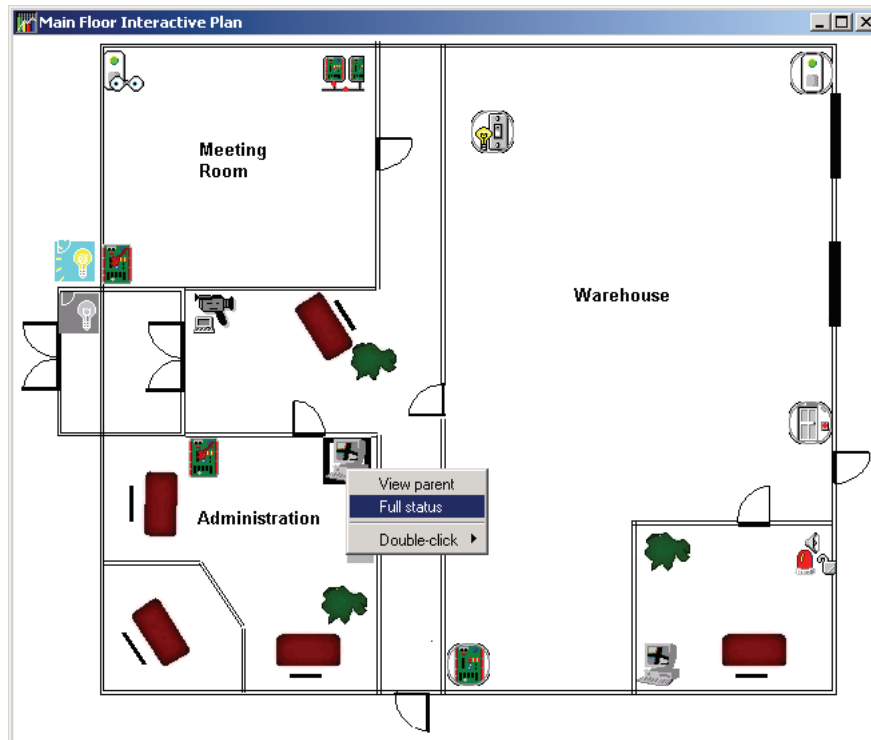 Main Floor Interactive Plan
Meeting
Room
Warehouse
View parent
Full status
Administration
Double-click